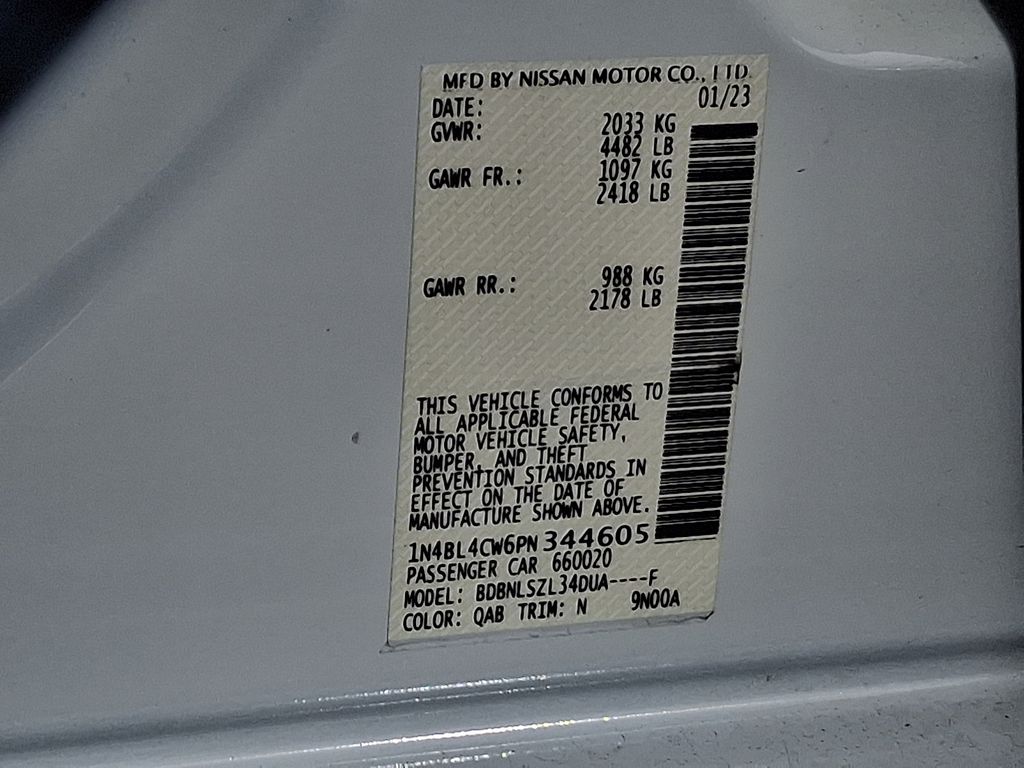 MFD BY NISSAN MOTOR CO., LTD.
DATE: 01/23
GVWR: 2033 KG
4482 LB
GAWR FR.: 1097 KG
2418 LB
GAWR RR.: 988 KG
2178 LB
THIS VEHICLE CONFORMS TO
ALL APPLICABLE FEDERAL
MOTOR VEHICLE SAFETY,
BUMPER, AND THEFT
PREVENTION STANDARDS IN
EFFECT ON THE DATE OF
MANUFACTURE SHOWN ABOVE.
1N4BL4CW6PN344605
PASSENGER CAR 660020
MODEL: BDBNLSZL34DUA----F
COLOR: QAB TRIM: N 9N00A